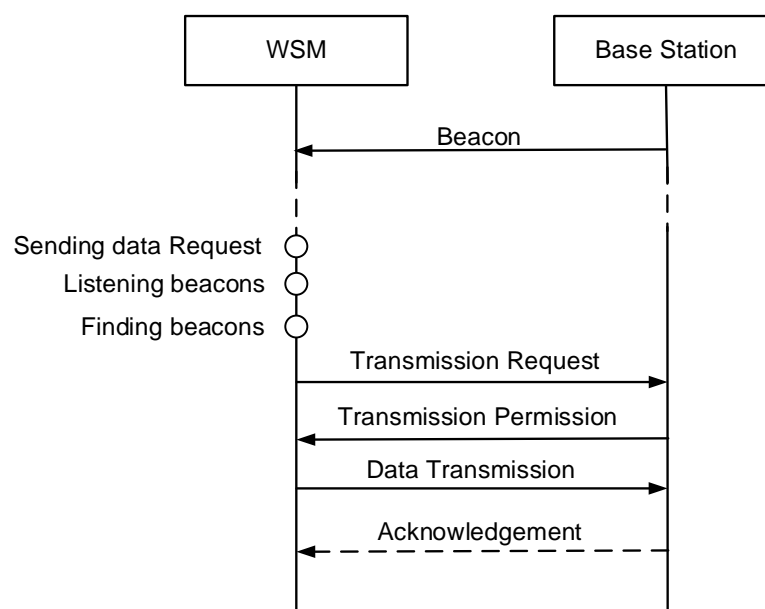 WSM
Base Station
Beacon
Sending data Request
Listening beacons
Finding beacons
Transmission Request
Transmission Permission
Data Transmission
Acknowledgement